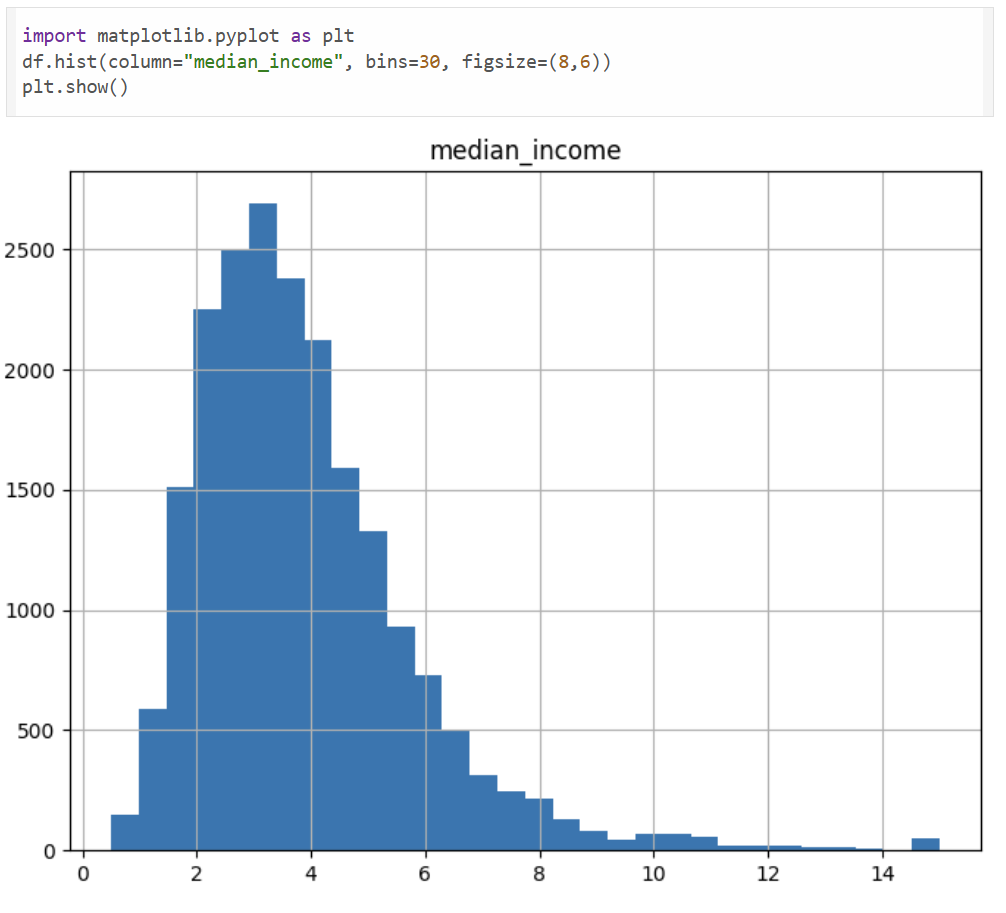 import matplotlib.pyplot as plt
df.hist(column="median_income", bins=30, figsize=(8,6))
plt.show()
median_income
2500
2000
1500
1000
500
0
0 2 4 6 8 10 12 14